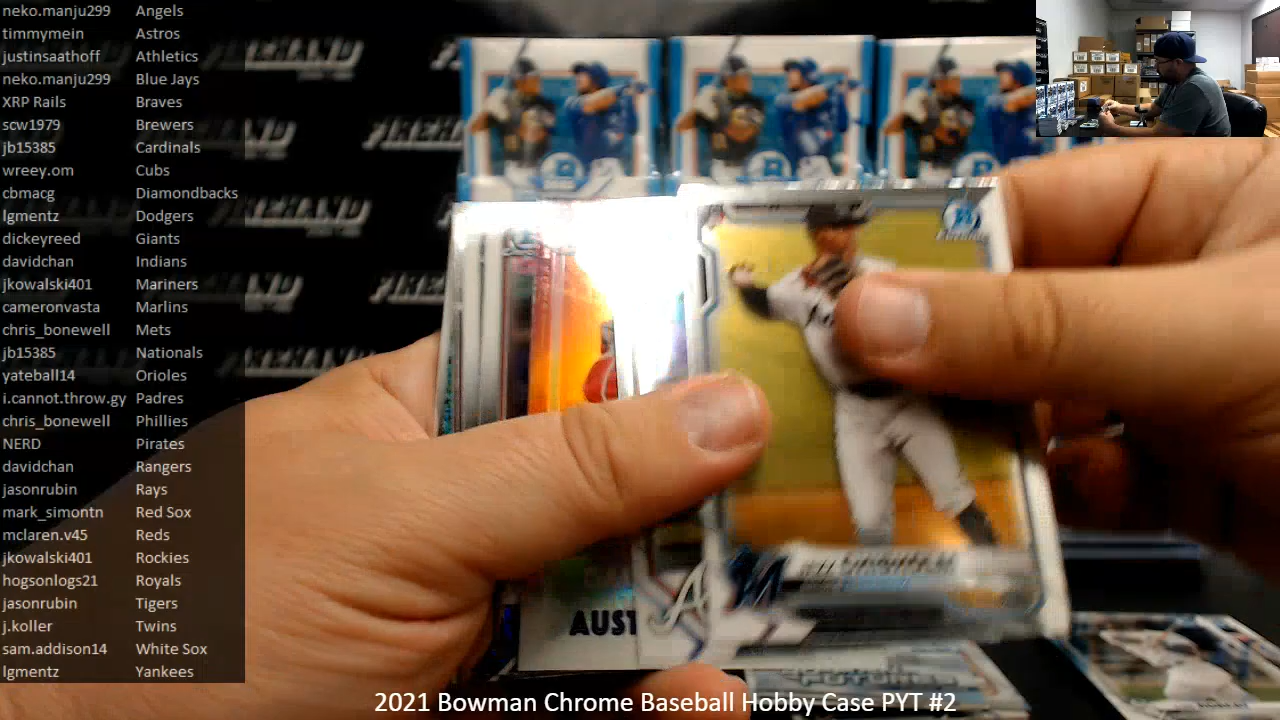 neko.manju299 Angels
timmymein Astros
justinsaathoff Athletics
neko.manju299 Blue Jays
XRP Rails Braves
scw1979 Brewers
jb15385 Cardinals
wreey.om Cubs
cbmacg Diamondbacks
lgmentz Dodgers
dickeyreed Giants
davidchan Indians
jkowalski401 Mariners
cameronvasta Marlins
chris_bonewell Mets
jb15385 Nationals
yateball14 Orioles
i.cannot.throw.gy Padres
chris_bonewell Phillies
NERD Pirates
davidchan Rangers
jasonrubin Rays
mark_simontn Red Sox
mclaren.v45 Reds
jkowalski401 Rockies
hogsonlogs21 Royals
jasonrubin Tigers
j.koller Twins
sam.addison14 White Sox
lgmentz Yankees
FIREHAND
AUST
2021 Bowman Chrome Baseball Hobby Case PYT #2